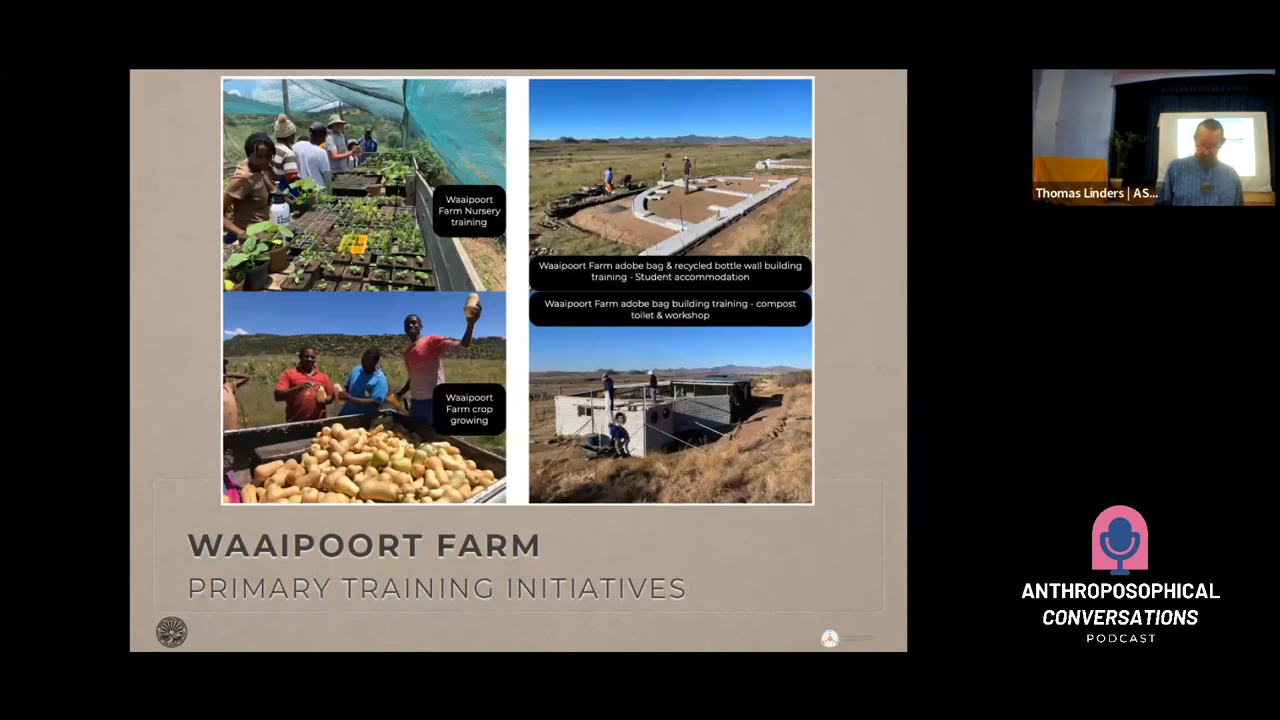 Waaipoort
Farm Nursery
training
Waaipoort Farm adobe bag & recycled bottle wall building
training - Student accommodation
Waaipoort Farm adobe bag building training - compost
toilet & workshop
Waaipoort
Farm crop
growing
WAAIPOORT FARM
PRIMARY TRAINING INITIATIVES
Thomas Linders | AS...
ANTHROPOSOPHICAL
CONVERSATIONS
PODCAST